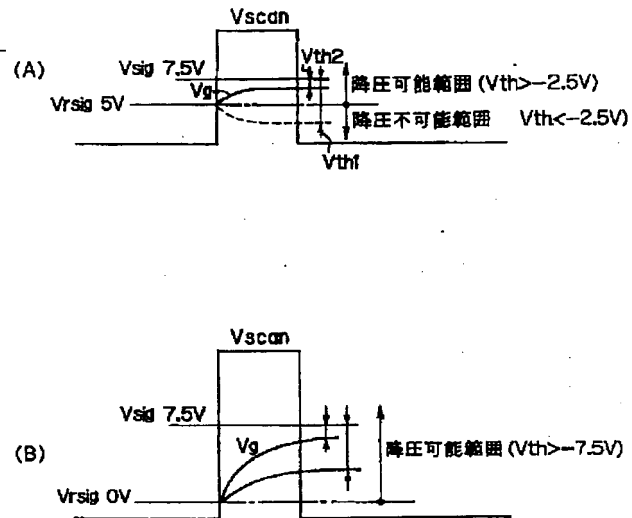 Vscan
(A)
Vsig 7.5V
Vth2
Vg
降圧可能範囲 (Vth>-2.5V)
Vrsig 5V
降圧不可能範囲 Vth<-2.5V)
Vth1
Vscan
Vsig 7.5V
(B)
Vg
降圧可能範囲 (Vth>-7.5V)
Vrsig 0V